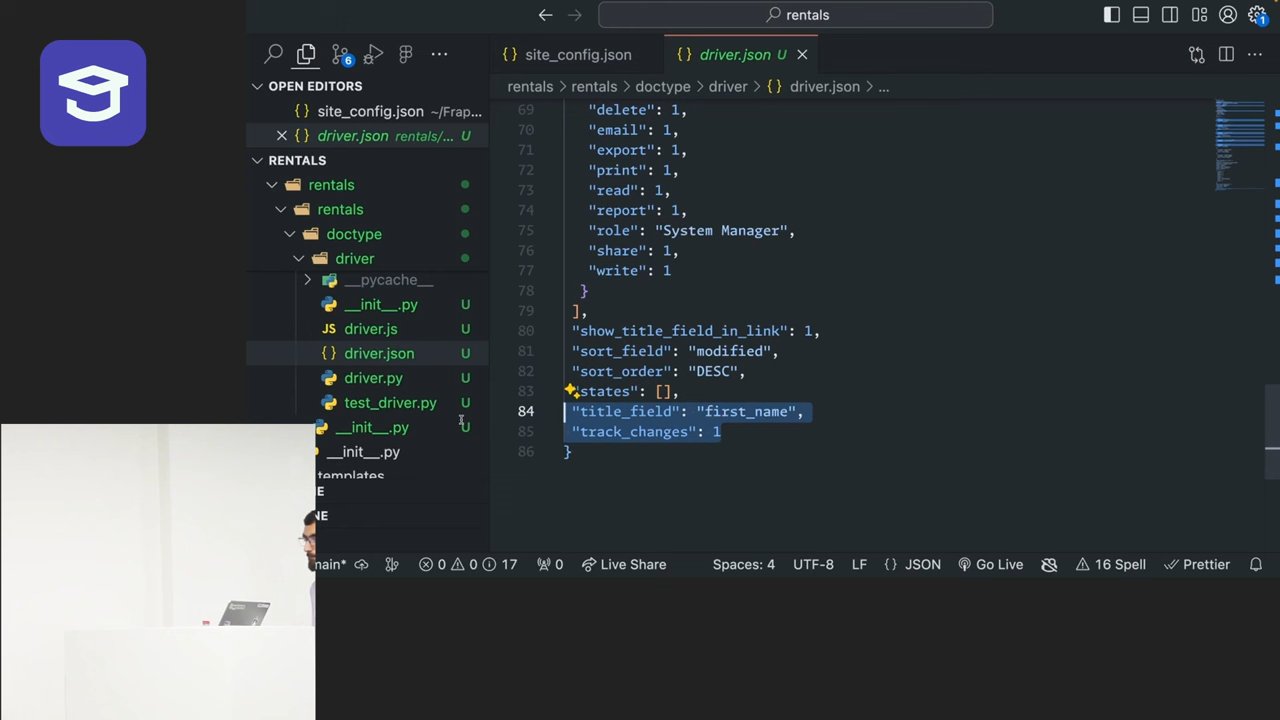 rentals
1
6
site_config.json
driver.json U
OPEN EDITORS
site_config.json ~/Frap...
driver.json rentals/... U
RENTALS
rentals
rentals
doctype
driver
__pycache__
__init__.py U
JS driver.js U
driver.json
driver.py U
test_driver.py U
__init__.py U
__init__.py
templates
rentals > rentals > doctype > driver > {} driver.json > ...
69 "delete": 1,
70 "email": 1,
71 "export": 1,
72 "print": 1,
73 "read": 1,
74 "report": 1,
75 "role": "System Manager",
76 "share": 1,
77 "write": 1
78 }
79 ],
80 "show_title_field_in_link": 1,
81 "sort_field": "modified",
82 "sort_order": "DESC",
83 "states": [],
84 "title_field": "first_name",
85 "track_changes": 1
86 }
0 0 17 0 Live Share Spaces: 4 UTF-8 LF {} JSON Go Live 16 Spell Prettier